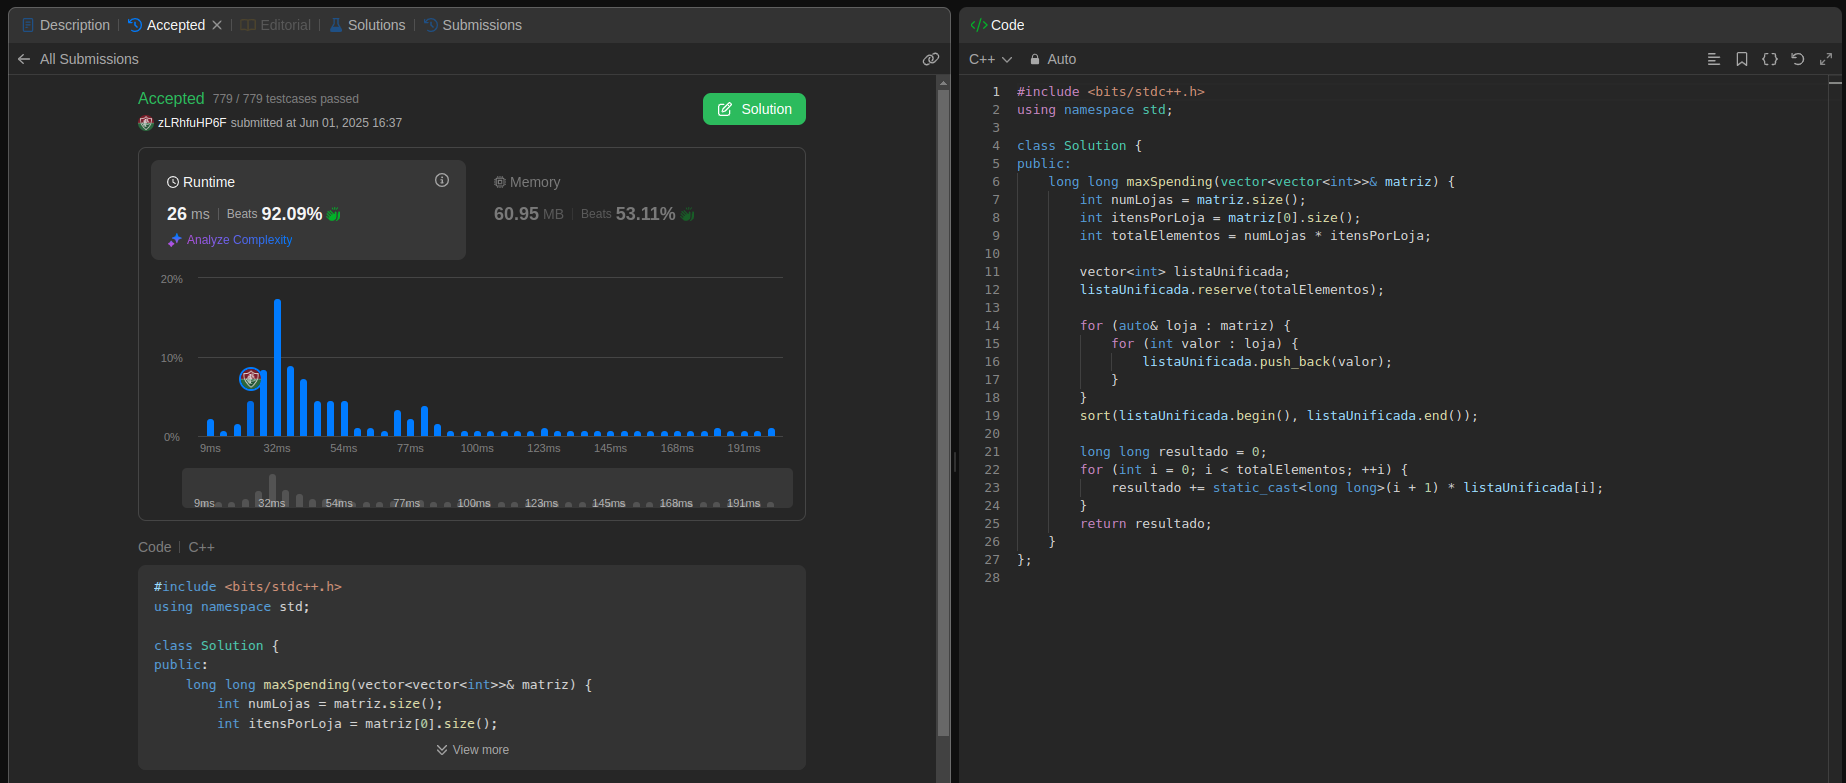 Description | Accepted | Editorial | Solutions | Submissions
All Submissions
Accepted 779 / 779 testcases passed
zLRhfuHP6F submitted at Jun 01, 2025 16:37
Solution
Runtime
26 ms | Beats 92.09%
Analyze Complexity
Memory
60.95 MB | Beats 53.11%
20%
10%
0%
9ms 32ms 54ms 77ms 100ms 123ms 145ms 168ms 191ms
9ms 32ms 54ms 77ms 100ms 123ms 145ms 168ms 191ms
Code | C++
#include <bits/stdc++.h>
using namespace std;
class Solution {
public:
    long long maxSpending(vector<vector<int>>& matriz) {
        int numLojas = matriz.size();
        int itensPorLoja = matriz[0].size();
View more
</> Code
C++ Auto
1 #include <bits/stdc++.h>
2 using namespace std;
3
4 class Solution {
5 public:
6     long long maxSpending(vector<vector<int>>& matriz) {
7         int numLojas = matriz.size();
8         int itensPorLoja = matriz[0].size();
9         int totalElementos = numLojas * itensPorLoja;
10
11         vector<int> listaUnificada;
12         listaUnificada.reserve(totalElementos);
13
14         for (auto& loja : matriz) {
15             for (int valor : loja) {
16                 listaUnificada.push_back(valor);
17             }
18         }
19         sort(listaUnificada.begin(), listaUnificada.end());
20
21         long long resultado = 0;
22         for (int i = 0; i < totalElementos; ++i) {
23             resultado += static_cast<long long>(i + 1) * listaUnificada[i];
24         }
25         return resultado;
26     }
27 };
28